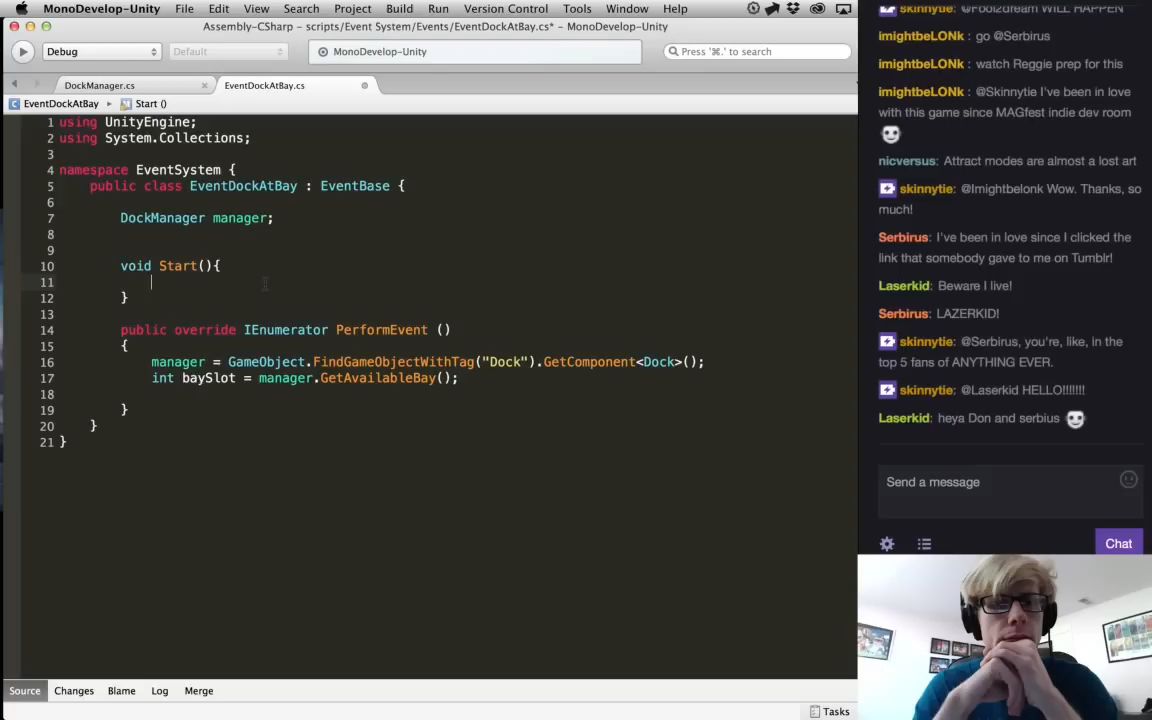 MonoDevelop-Unity File Edit View Search Project Build Run Version Control Tools Window Help
Assembly-CSharp - scripts/Event System/Events/EventDockAtBay.cs* - MonoDevelop-Unity
Debug Default MonoDevelop-Unity Press '⌘.' to search
DockManager.cs EventDockAtBay.cs
EventDockAtBay Start ()
1 using UnityEngine;
2 using System.Collections;
3
4 namespace EventSystem {
5 public class EventDockAtBay : EventBase {
6
7 DockManager manager;
8
9
10 void Start(){
11
12 }
13
14 public override IEnumerator PerformEvent ()
15 {
16 manager = GameObject.FindGameObjectWithTag("Dock").GetComponent<Dock>();
17 int baySlot = manager.GetAvailableBay();
18
19 }
20 }
21 }
Source Changes Blame Log Merge
Tasks
skinnytie: @Fool2dream WILL HAPPEN
imightbeLONk : go @Serbirus
imightbeLONk : watch Reggie prep for this
imightbeLONk : @Skinnytie I've been in love
with this game since MAGfest indie dev room
nicversus: Attract modes are almost a lost art
skinnytie: @Imightbelonk Wow. Thanks, so
much!
Serbirus: I've been in love since I clicked the
link that somebody gave to me on Tumblr!
Laserkid: Beware I live!
Serbirus: LAZERKID!
skinnytie: @Serbirus, you're, like, in the
top 5 fans of ANYTHING EVER.
skinnytie: @Laserkid HELLO!!!!!!!
Laserkid: heya Don and serbius
Send a message
Chat